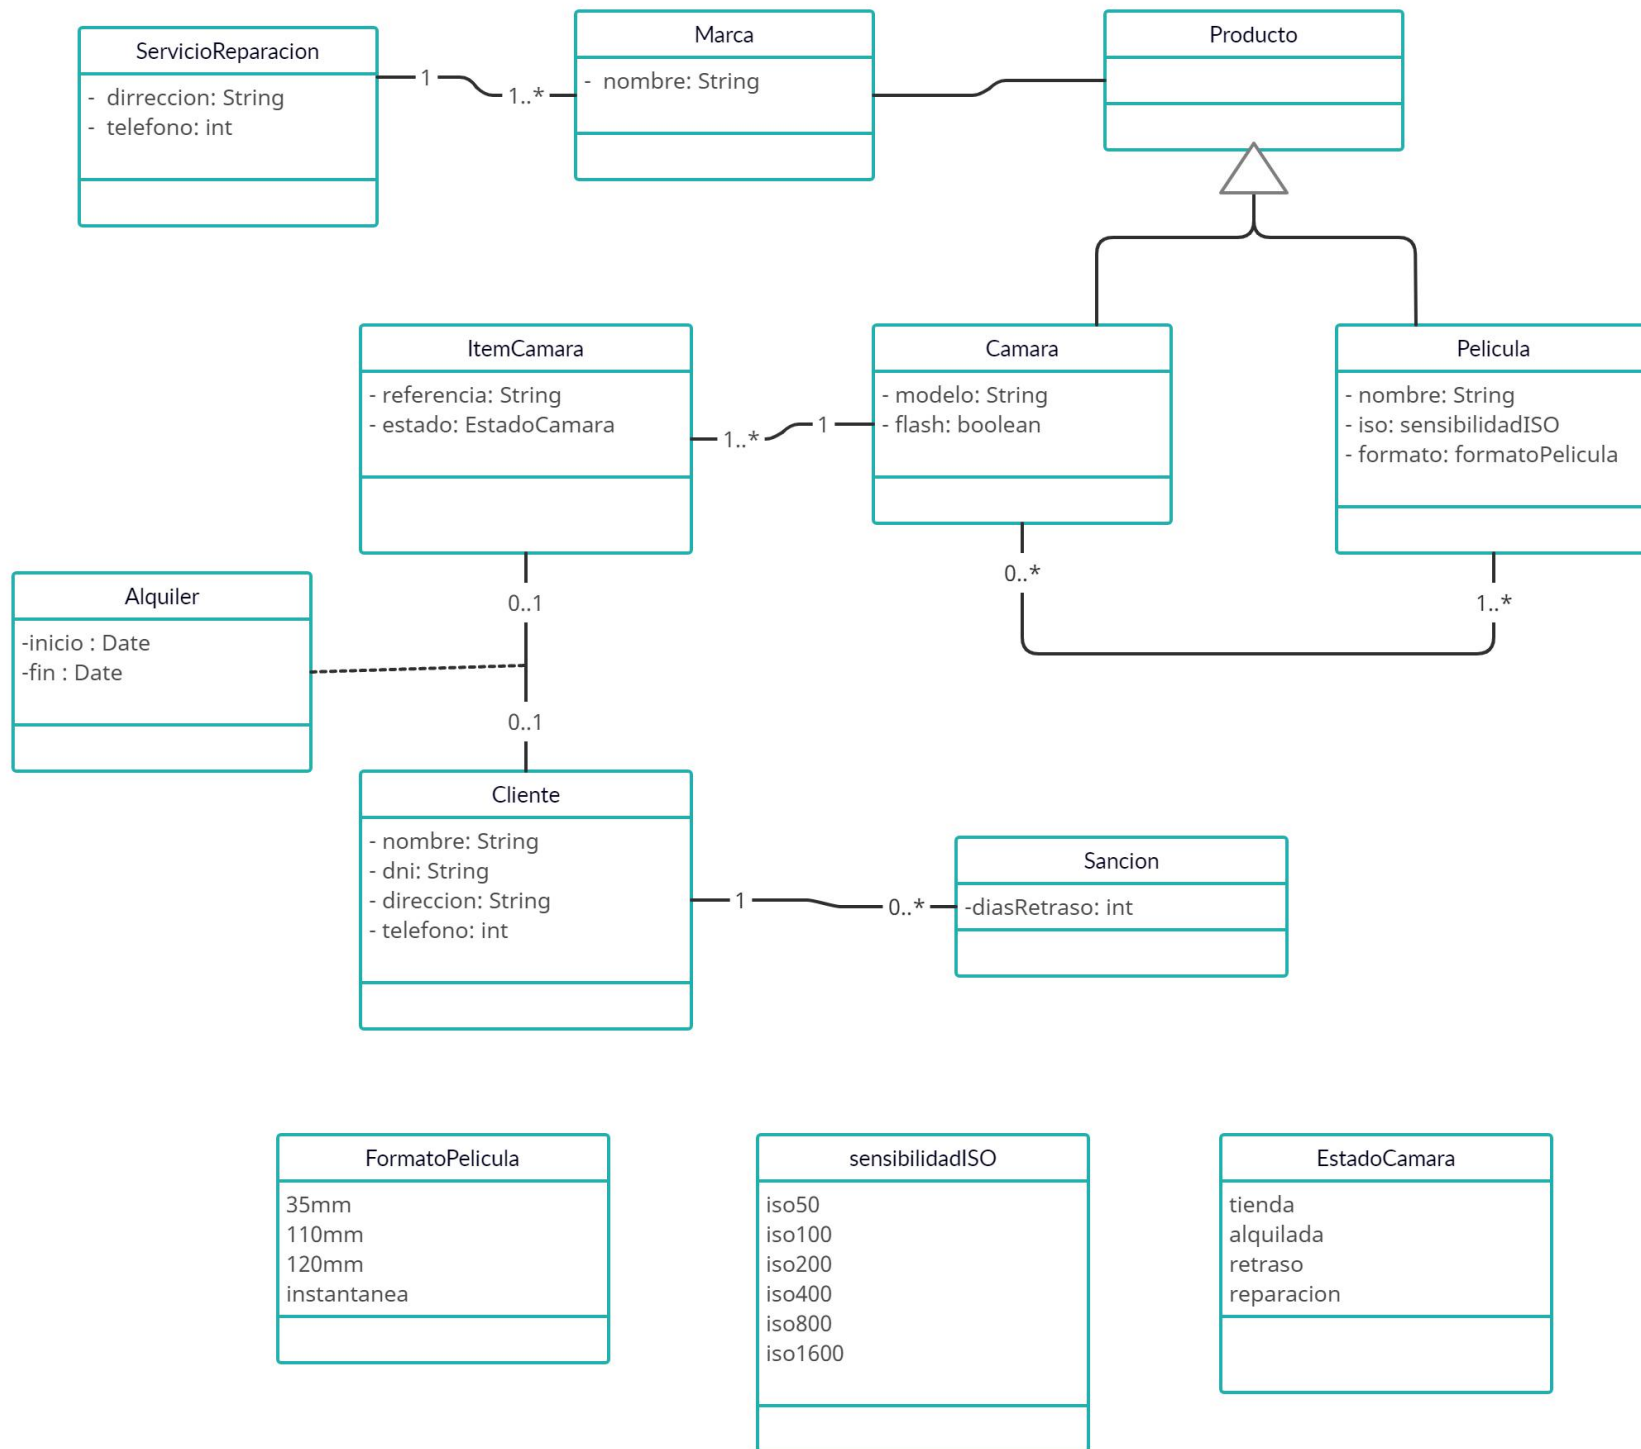 ServicioReparacion
- dirreccion: String
- telefono: int
1
1..*
Marca
- nombre: String
Producto
ItemCamara
- referencia: String
- estado: EstadoCamara
1..*
1
Camara
- modelo: String
- flash: boolean
Pelicula
- nombre: String
- iso: sensibilidadISO
- formato: formatoPelicula
0..*
1..*
Alquiler
-inicio : Date
-fin : Date
0..1
0..1
Cliente
- nombre: String
- dni: String
- direccion: String
- telefono: int
1
0..*
Sancion
-diasRetraso: int
FormatoPelicula
35mm
110mm
120mm
instantanea
sensibilidadISO
iso50
iso100
iso200
iso400
iso800
iso1600
EstadoCamara
tienda
alquilada
retraso
reparacion